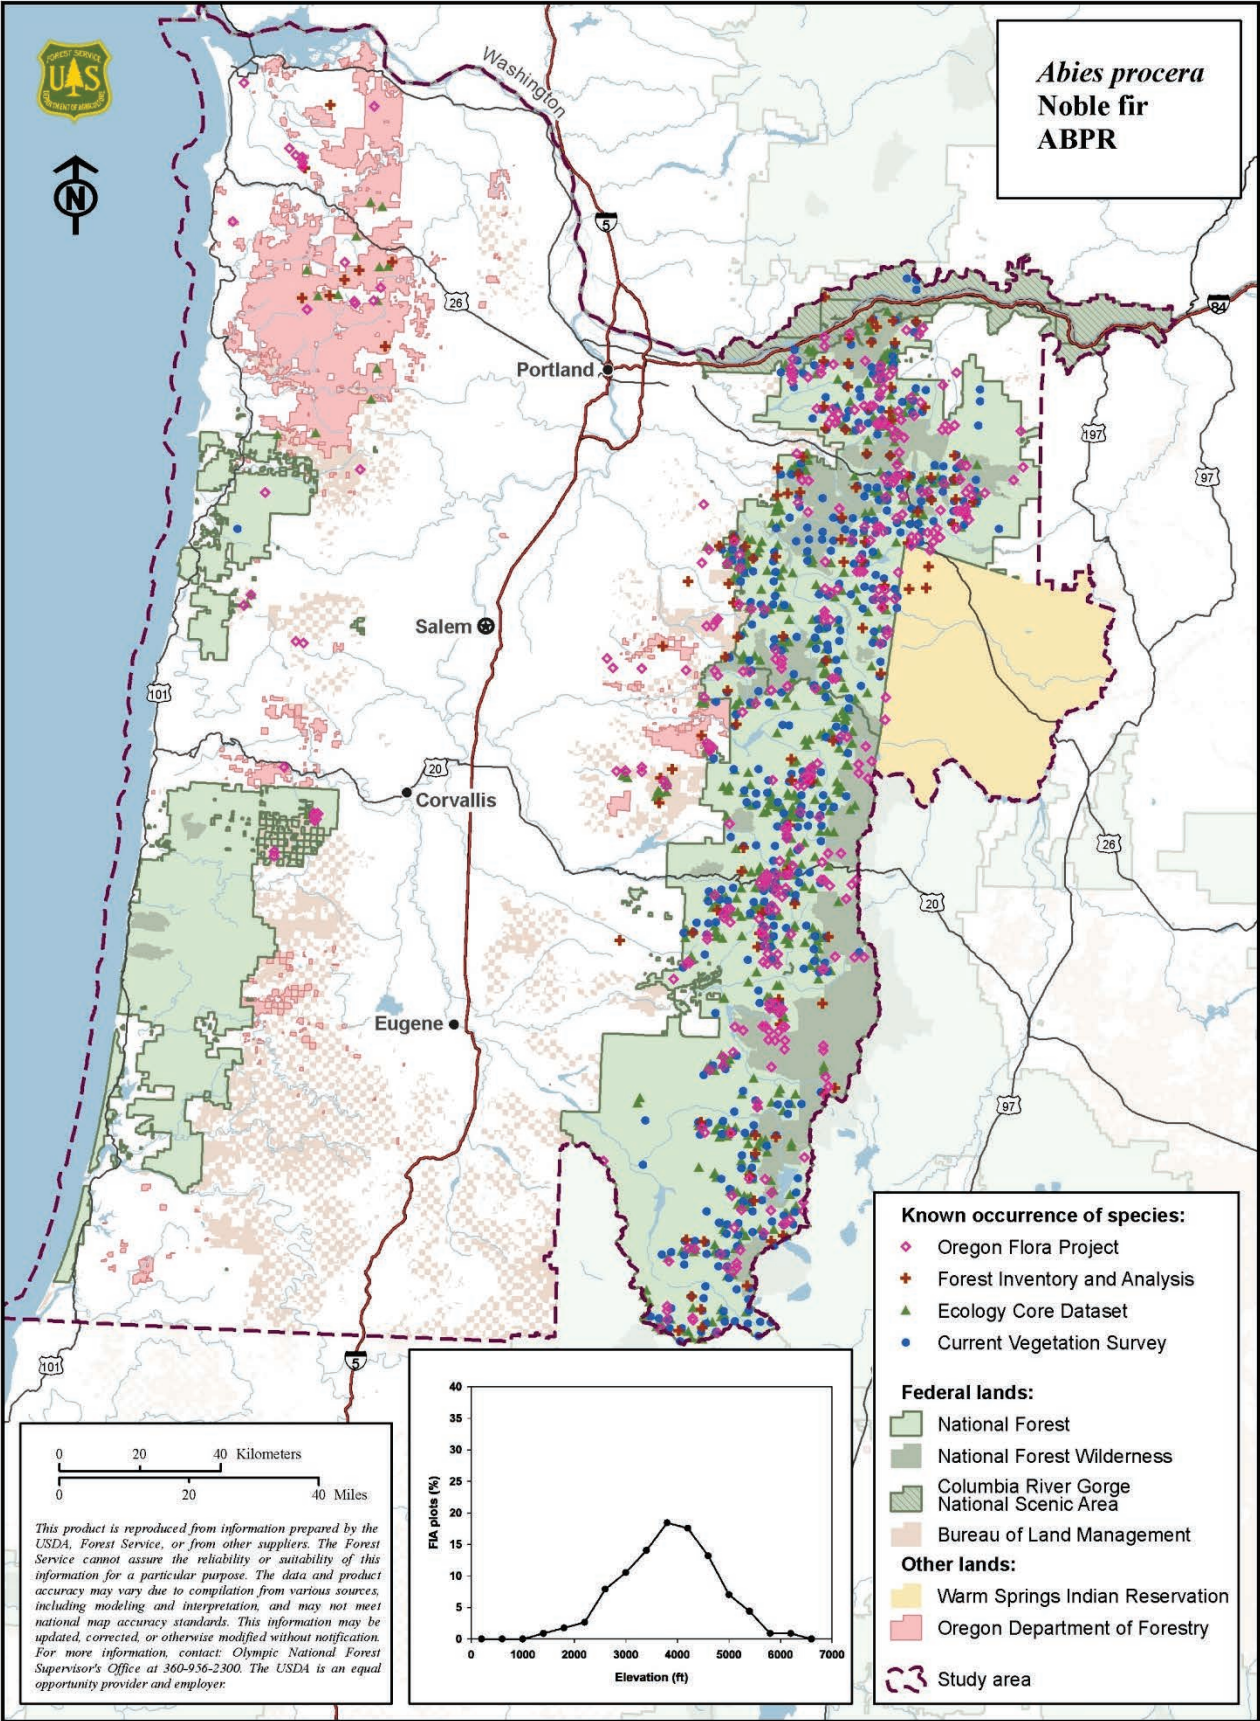 FOREST SERVICE
US
DEPARTMENT OF AGRICULTURE
N
Washington
Abies procera
Noble fir
ABPR
5
26
84
Portland
197
97
Salem
101
20
Corvallis
26
20
Eugene
97
101
5
Known occurrence of species:
Oregon Flora Project
Forest Inventory and Analysis
Ecology Core Dataset
Current Vegetation Survey
Federal lands:
National Forest
National Forest Wilderness
Columbia River Gorge
National Scenic Area
Bureau of Land Management
Other lands:
Warm Springs Indian Reservation
Oregon Department of Forestry
Study area
40
35
30
25
20
15
10
5
0
FIA plots (%)
0 1000 2000 3000 4000 5000 6000 7000
Elevation (ft)
0 20 40 Kilometers
0 20 40 Miles
This product is reproduced from information prepared by the
USDA, Forest Service, or from other suppliers. The Forest
Service cannot assure the reliability or suitability of this
information for a particular purpose. The data and product
accuracy may vary due to compilation from various sources,
including modeling and interpretation, and may not meet
national map accuracy standards. This information may be
updated, corrected, or otherwise modified without notification.
For more information, contact: Olympic National Forest
Supervisor's Office at 360-956-2300. The USDA is an equal
opportunity provider and employer.